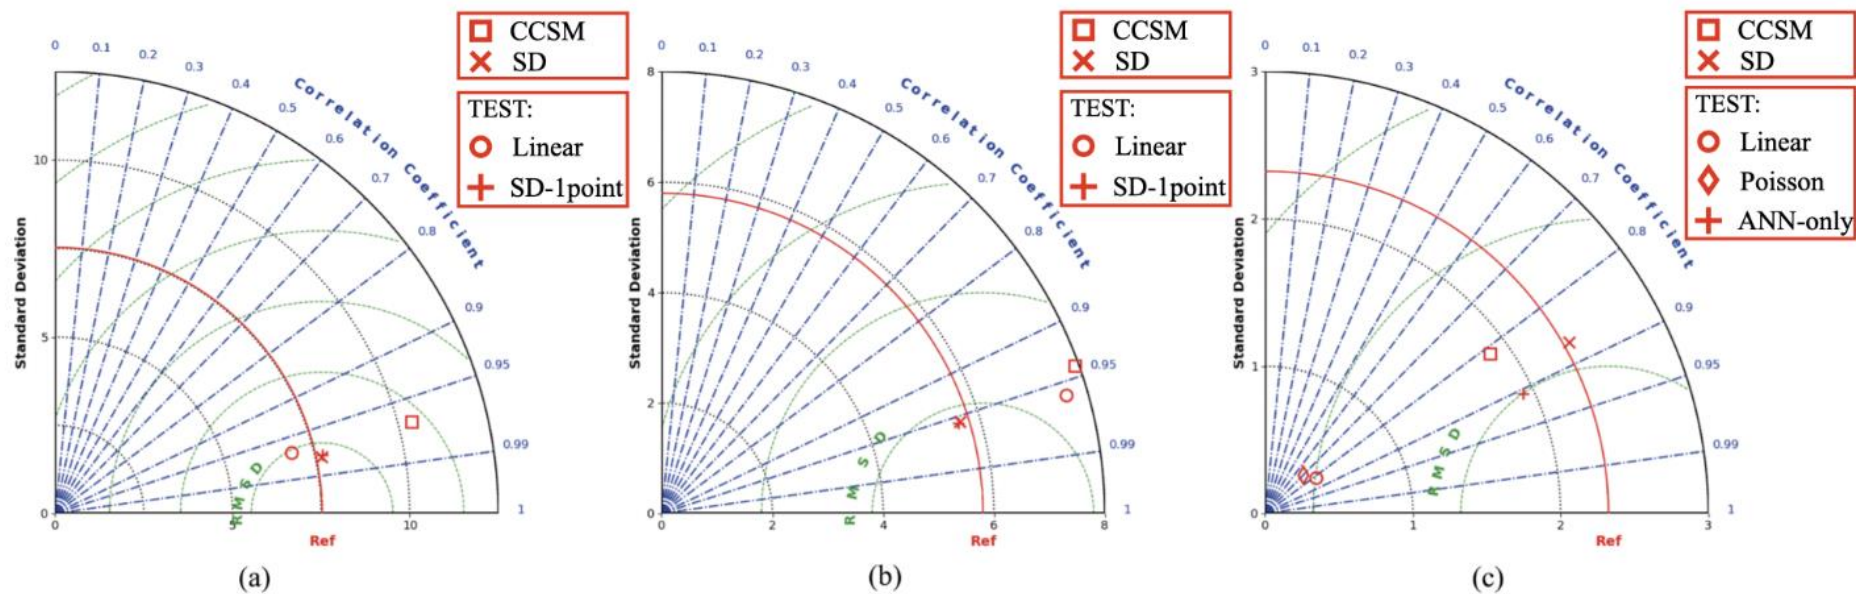 CCSM
SD
TEST:
Linear
SD-1point
0
0.1
0.2
0.3
0.4
0.5
0.6
0.7
0.8
0.9
0.95
0.99
1
Correlation Coefficient
Standard Deviation
10
5
0
0
5
10
RMSD
Ref
(a)
CCSM
SD
TEST:
Linear
SD-1point
0
0.1
0.2
0.3
0.4
0.5
0.6
0.7
0.8
0.9
0.95
0.99
1
Correlation Coefficient
Standard Deviation
8
6
4
2
0
0
2
4
6
8
RMSD
Ref
(b)
CCSM
SD
TEST:
Linear
Poisson
ANN-only
0
0.1
0.2
0.3
0.4
0.5
0.6
0.7
0.8
0.9
0.95
0.99
1
Correlation Coefficient
Standard Deviation
3
2
1
0
0
1
2
3
RMSD
Ref
(c)